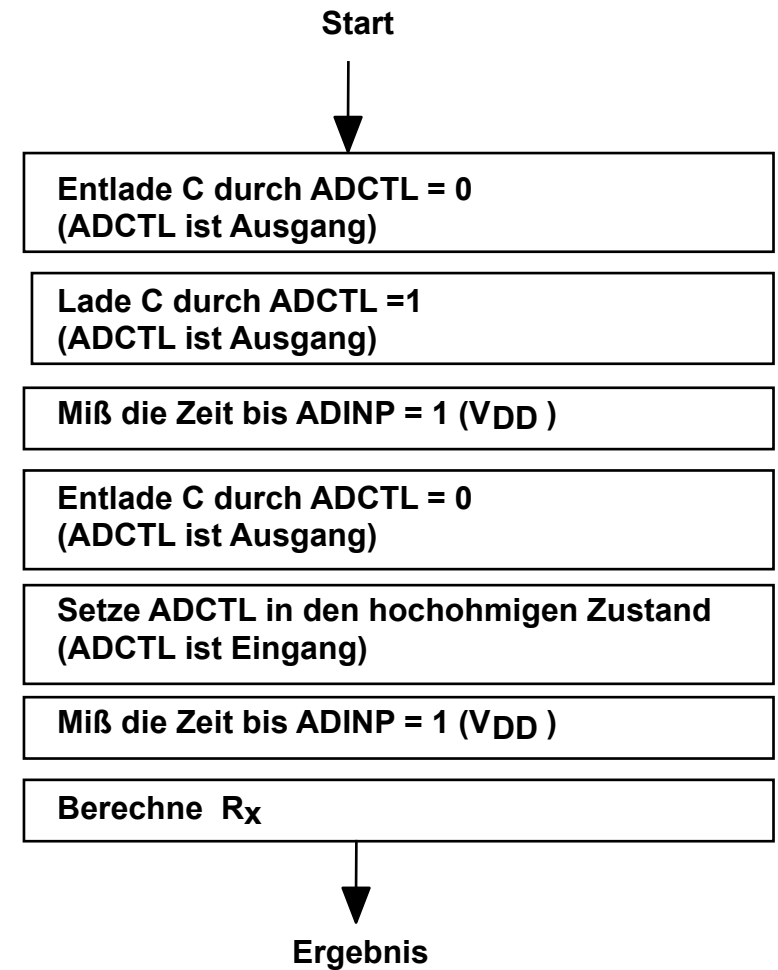 Start
Entlade C durch ADCTL = 0
(ADCTL ist Ausgang)
Lade C durch ADCTL =1
(ADCTL ist Ausgang)
Miß die Zeit bis ADINP = 1 (VDD )
Entlade C durch ADCTL = 0
(ADCTL ist Ausgang)
Setze ADCTL in den hochohmigen Zustand
(ADCTL ist Eingang)
Miß die Zeit bis ADINP = 1 (VDD )
Berechne Rx
Ergebnis